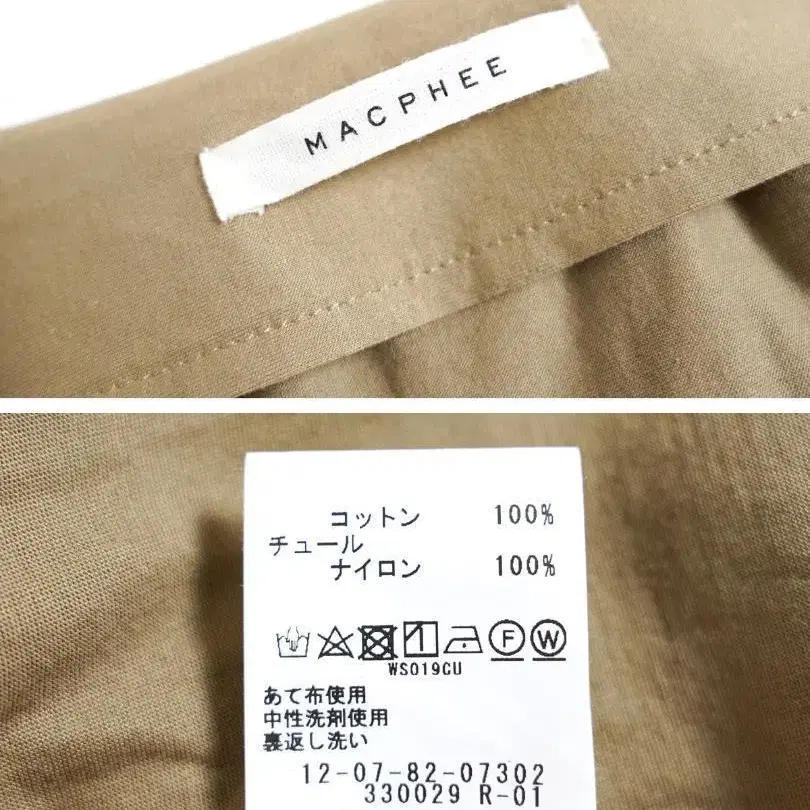 MACPHEE
コットン 100%
チュール
ナイロン 100%
F W
WS019CU
あて布使用
中性洗剤使用
裏返し洗い
12-07-82-07302
330029 R-01